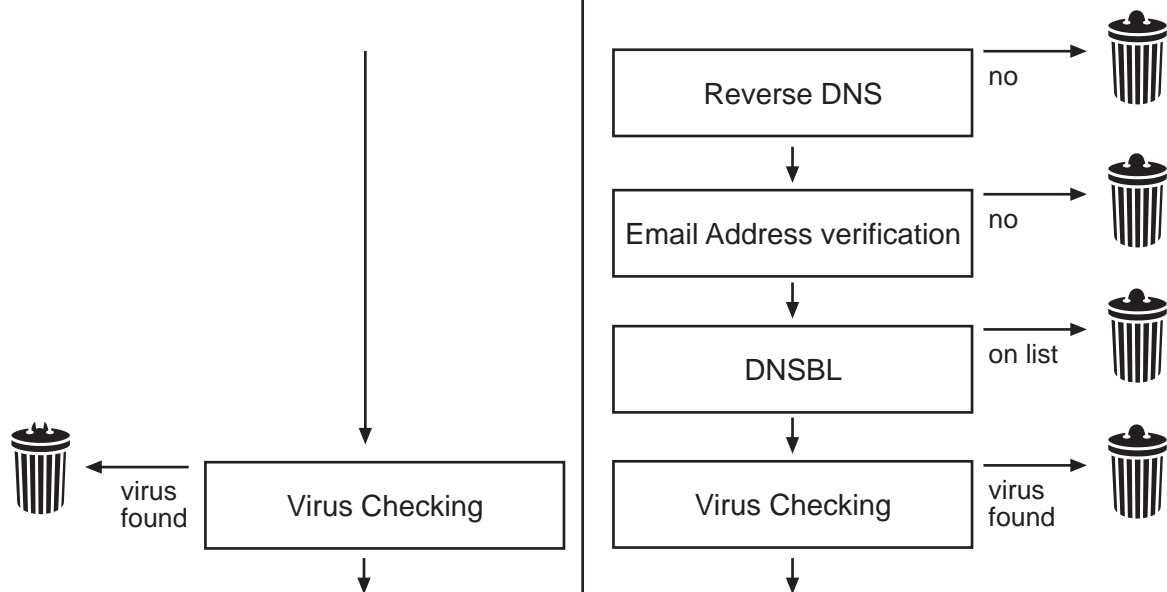 Reverse DNS
no
Email Address verification
no
DNSBL
on list
virus
found
Virus Checking
Virus Checking
virus
found